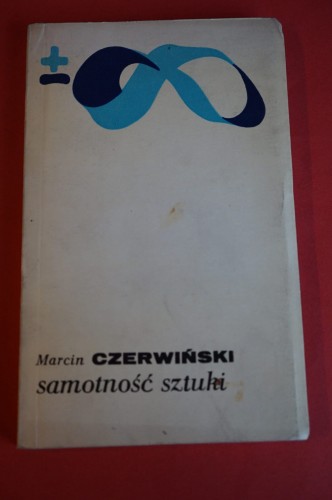 ±
Marcin CZERWIŃSKI
samotność sztuki